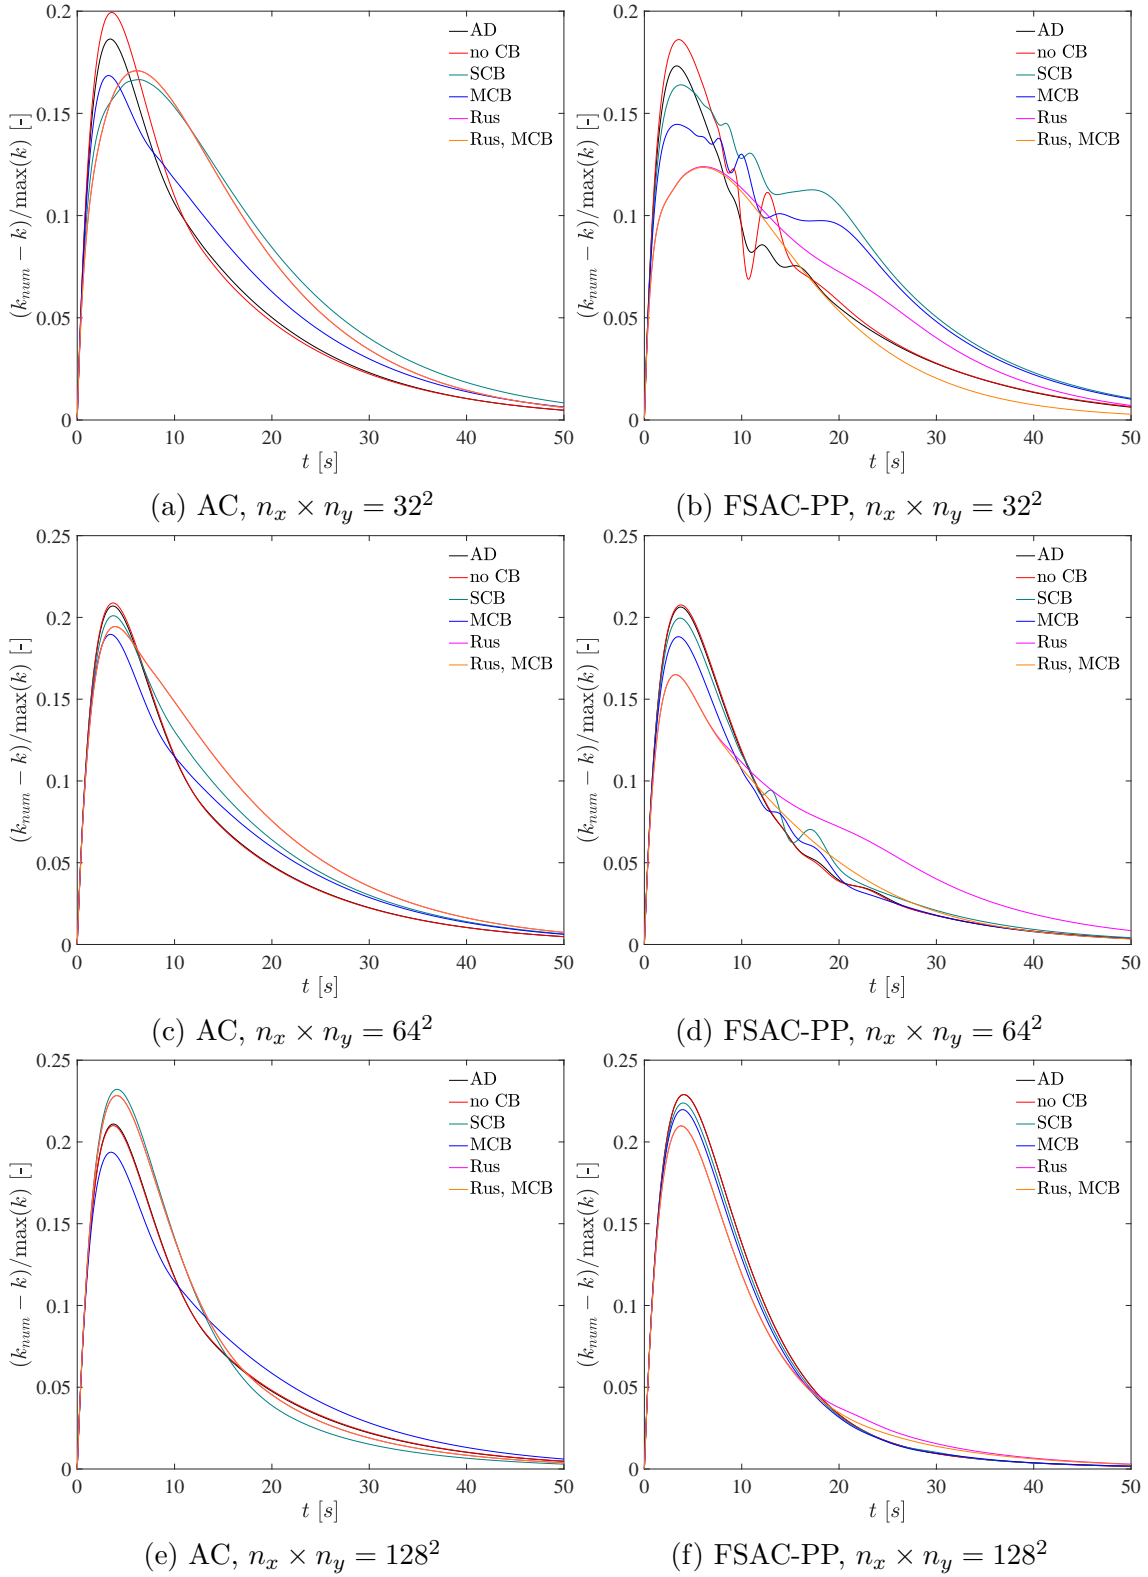 0.2
0.15
0.1
0.05
0
(k_num − k)/max(k) [-]
AD
no CB
SCB
MCB
Rus
Rus, MCB
0 10 20 30 40 50
t [s]
(a) AC, n_x × n_y = 32²
0.2
0.15
0.1
0.05
0
(k_num − k)/max(k) [-]
AD
no CB
SCB
MCB
Rus
Rus, MCB
0 10 20 30 40 50
t [s]
(b) FSAC-PP, n_x × n_y = 32²
0.25
0.2
0.15
0.1
0.05
0
(k_num − k)/max(k) [-]
AD
no CB
SCB
MCB
Rus
Rus, MCB
0 10 20 30 40 50
t [s]
(c) AC, n_x × n_y = 64²
0.25
0.2
0.15
0.1
0.05
0
(k_num − k)/max(k) [-]
AD
no CB
SCB
MCB
Rus
Rus, MCB
0 10 20 30 40 50
t [s]
(d) FSAC-PP, n_x × n_y = 64²
0.25
0.2
0.15
0.1
0.05
0
(k_num − k)/max(k) [-]
AD
no CB
SCB
MCB
Rus
Rus, MCB
0 10 20 30 40 50
t [s]
(e) AC, n_x × n_y = 128²
0.25
0.2
0.15
0.1
0.05
0
(k_num − k)/max(k) [-]
AD
no CB
SCB
MCB
Rus
Rus, MCB
0 10 20 30 40 50
t [s]
(f) FSAC-PP, n_x × n_y = 128²